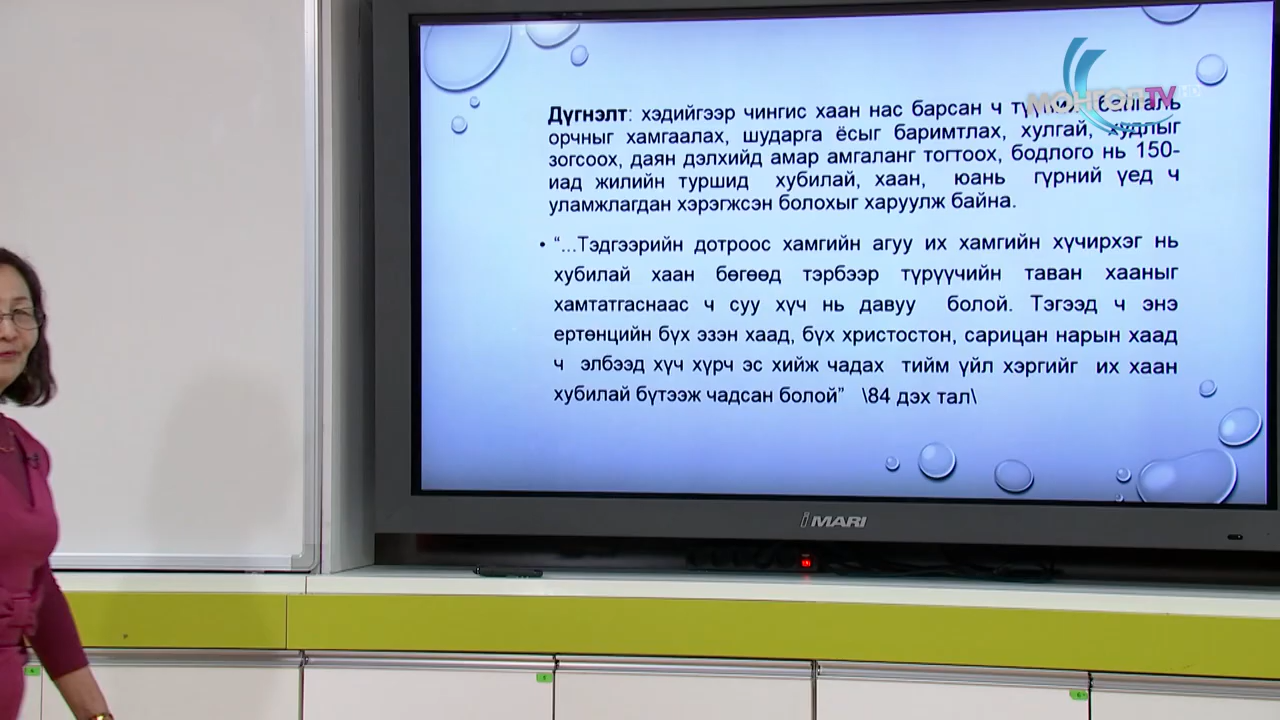 МОНГОЛ TV HD
Дүгнэлт: хэдийгээр чингис хаан нас барсан ч түүний байгаль
орчныг хамгаалах, шударга ёсыг баримтлах, хулгай, худлыг
зогсоох, даян дэлхийд амар амгаланг тогтоох, бодлого нь 150-
иад жилийн туршид хубилай, хаан, юань гүрний үед ч
уламжлагдан хэрэгжсэн болохыг харуулж байна.
• “...Тэдгээрийн дотроос хамгийн агуу их хамгийн хүчирхэг нь
хубилай хаан бөгөөд тэрбээр түрүүчийн таван хааныг
хамтатгаснаас ч суу хүч нь давуу болой. Тэгээд ч энэ
ертөнцийн бүх эзэн хаад, бүх христостон, сарицан нарын хаад
ч элбээд хүч хүрч эс хийж чадах тийм үйл хэргийг их хаан
хубилай бүтээж чадсан болой” \84 дэх тал\
iMARI